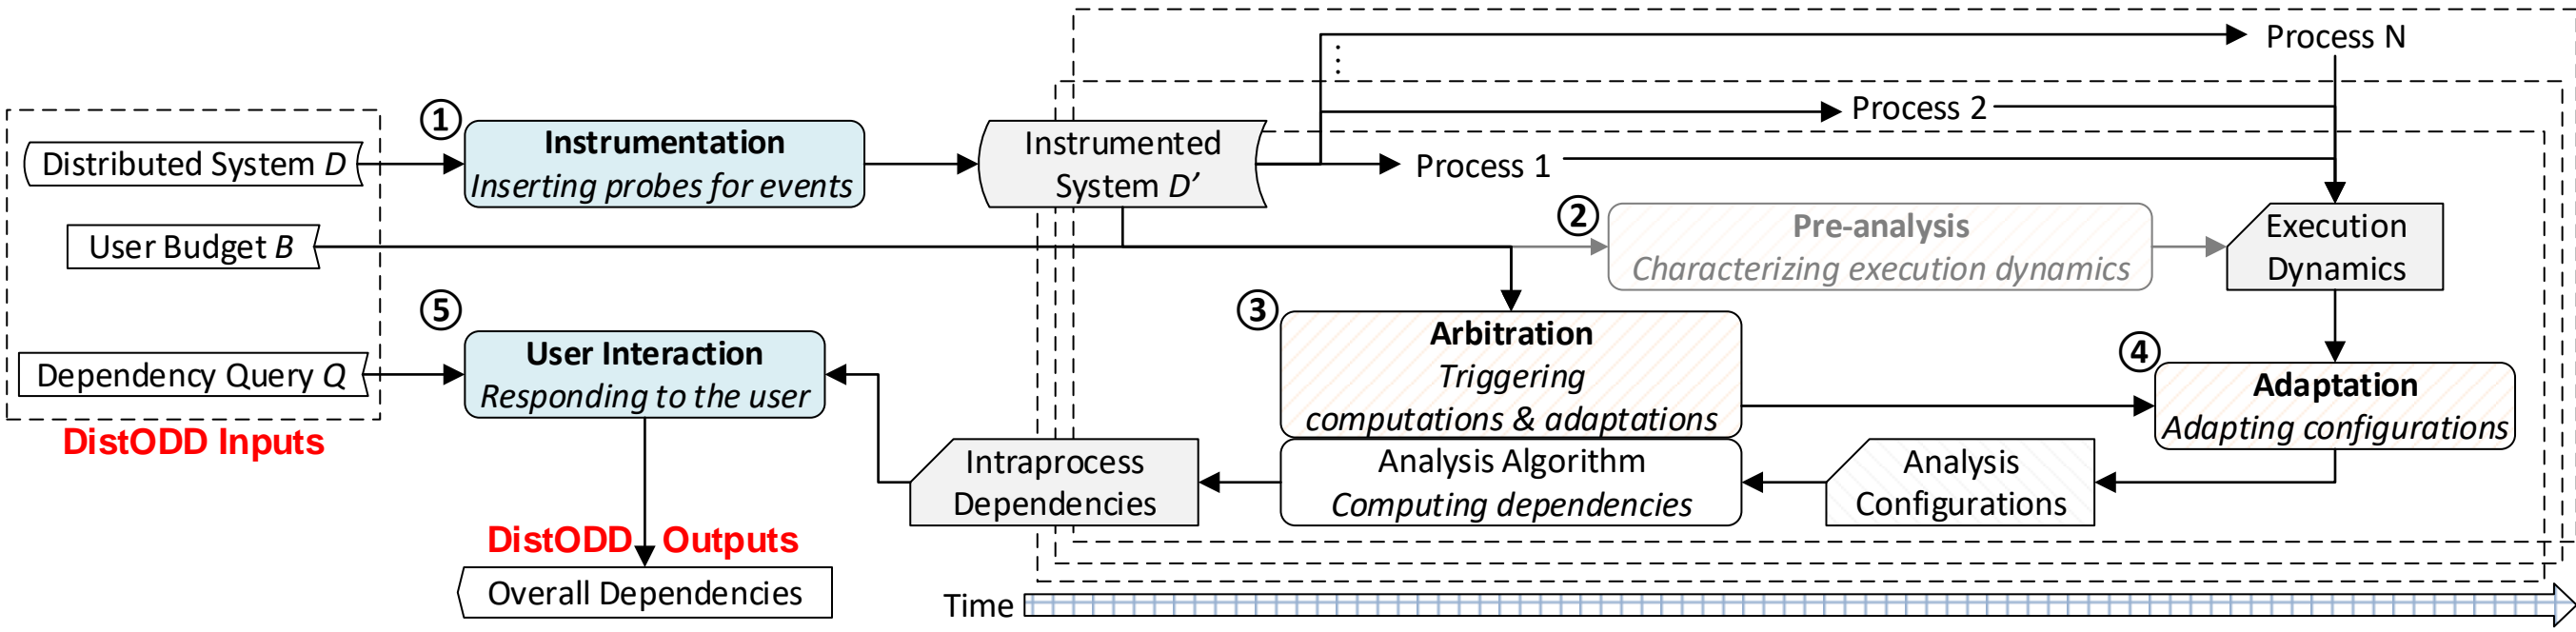 Process N
⋮
Process 2
①
Instrumentation
Inserting probes for events
Distributed System D
Instrumented
System D’
Process 1
②
Pre-analysis
Characterizing execution dynamics
Execution
Dynamics
User Budget B
③
Arbitration
Triggering
computations & adaptations
④
Adaptation
Adapting configurations
⑤
User Interaction
Responding to the user
Dependency Query Q
DistODD Inputs
Intraprocess
Dependencies
Analysis Algorithm
Computing dependencies
Analysis
Configurations
DistODD Outputs
Overall Dependencies
Time